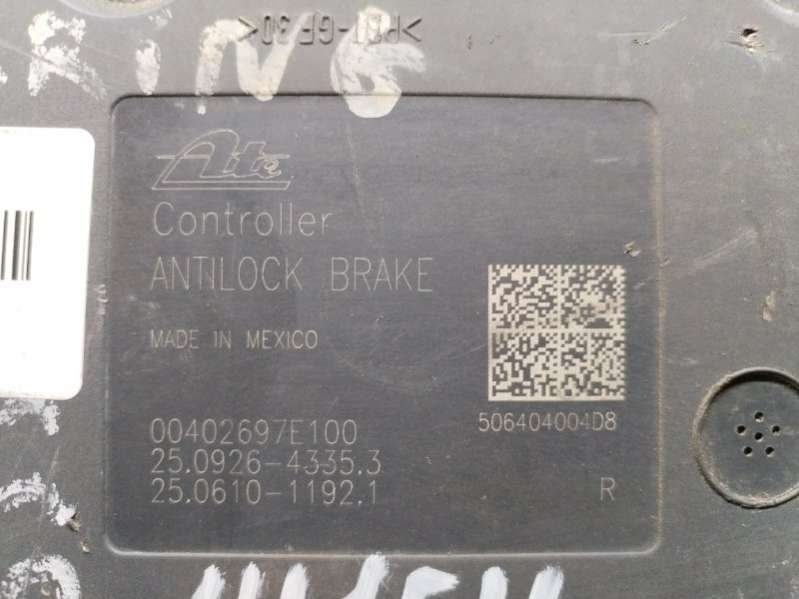 >PBT-GF30<
RING
Ate
Controller
ANTILOCK BRAKE
MADE IN MEXICO
506404004D8
00402697E100
25.0926-4335.3
25.0610-1192.1
R